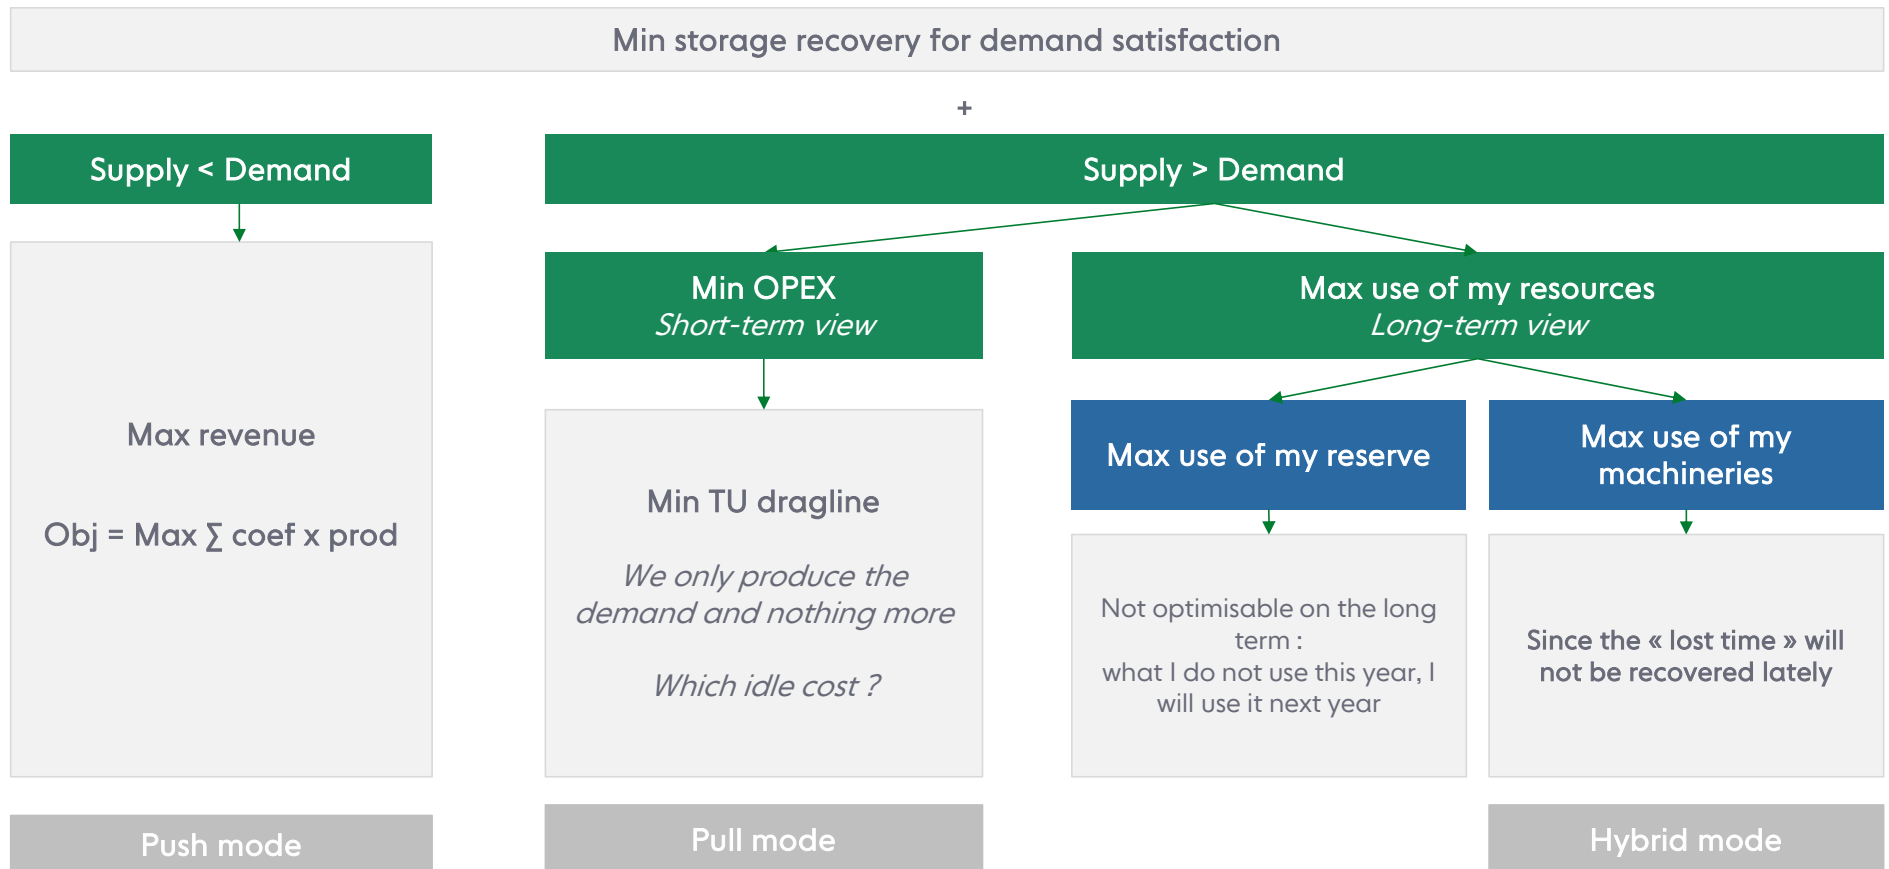 Min storage recovery for demand satisfaction
+
Supply < Demand
Supply > Demand
Min OPEX
Short-term view
Max use of my resources
Long-term view
Max revenue
Obj = Max ∑ coef x prod
Min TU dragline
We only produce the
demand and nothing more
Which idle cost ?
Max use of my reserve
Max use of my
machineries
Not optimisable on the long
term :
what I do not use this year, I
will use it next year
Since the « lost time » will
not be recovered lately
Push mode
Pull mode
Hybrid mode